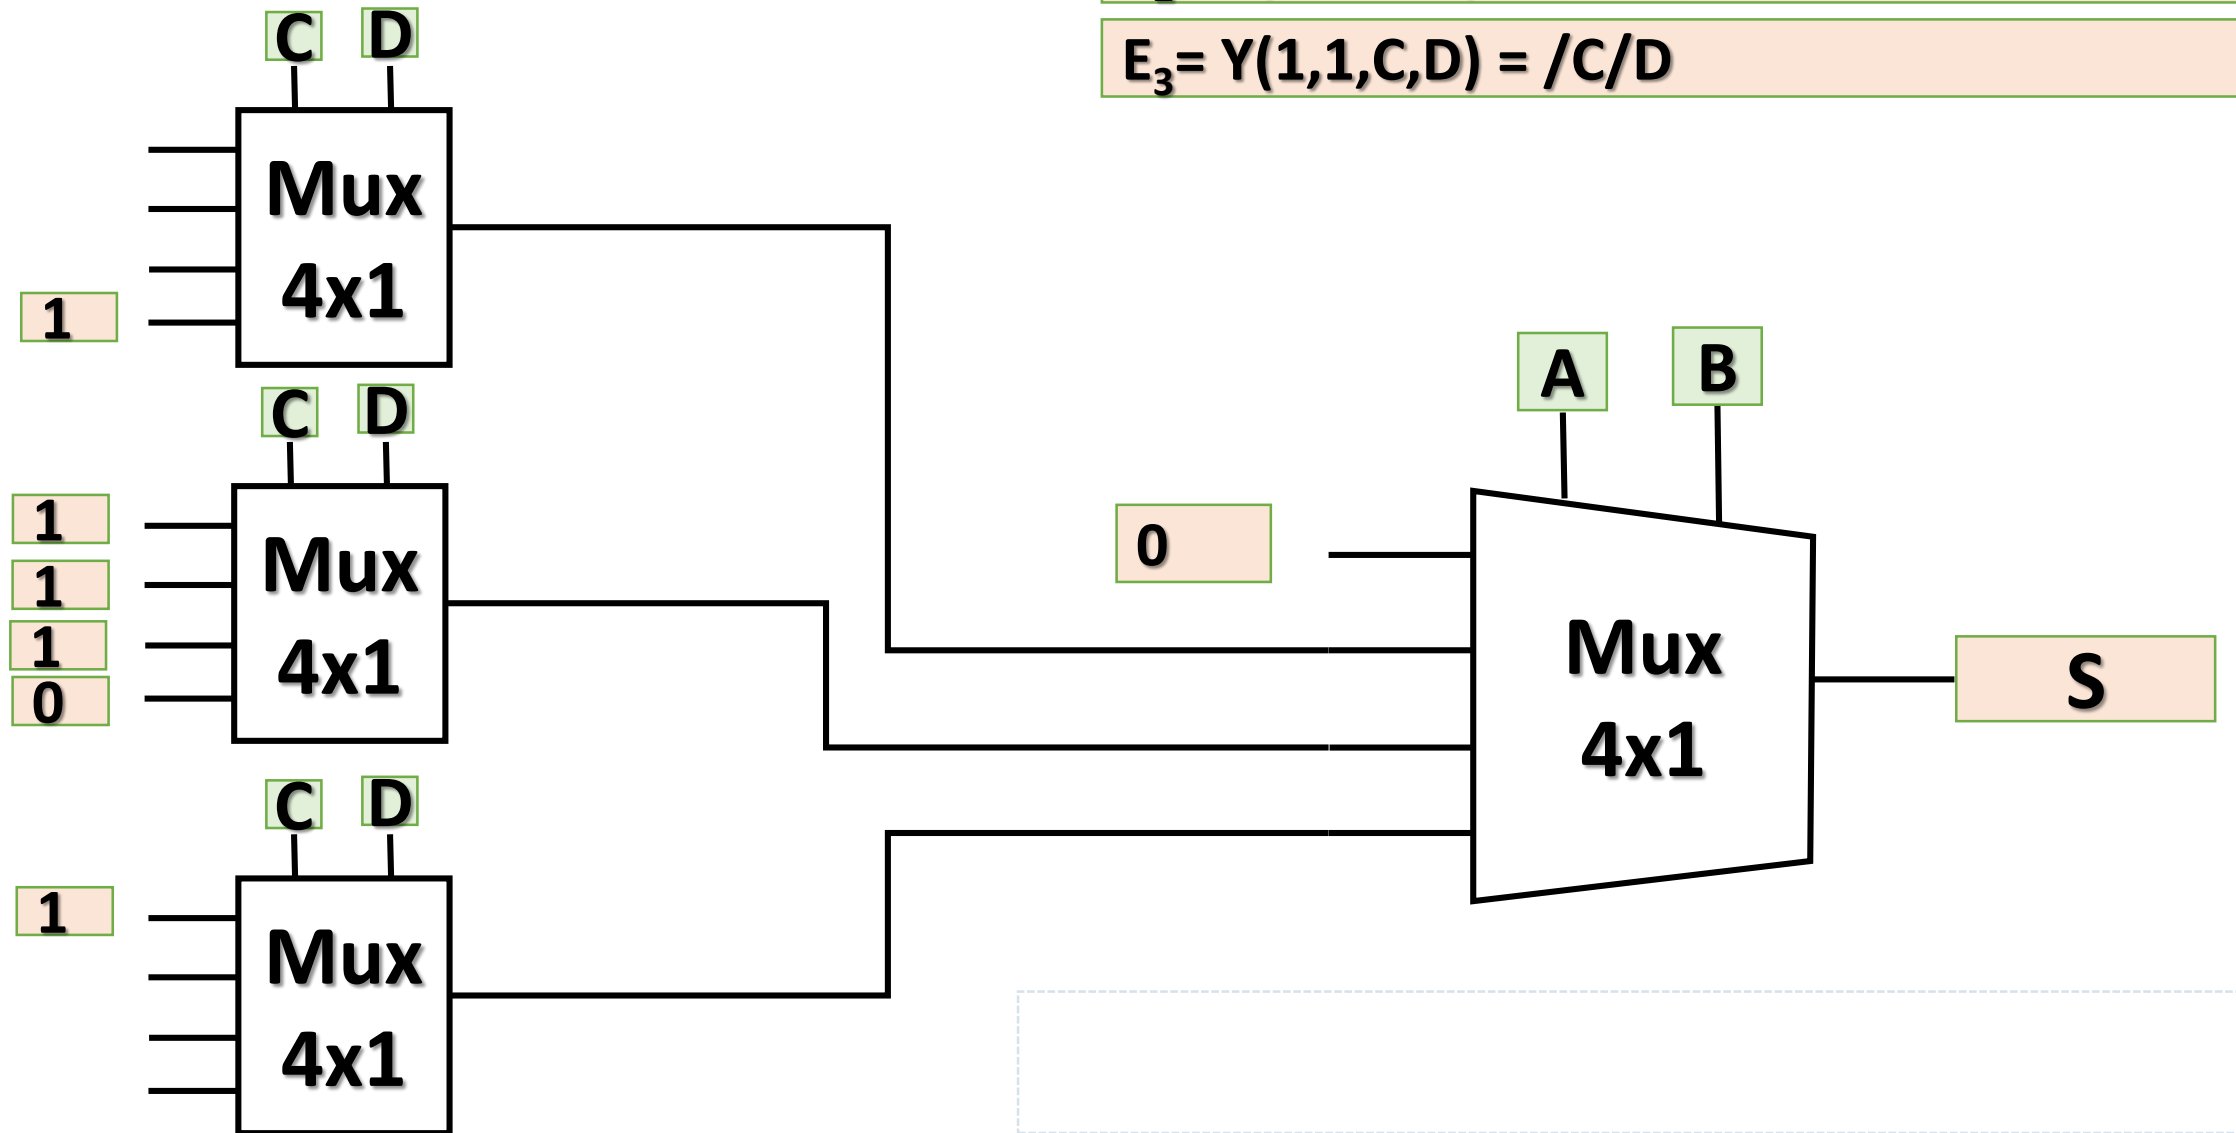 E₃= Y(1,1,C,D) = /C/D
C D
Mux
4x1
1
C D
1
1
1
0
Mux
4x1
C D
1
Mux
4x1
0
A B
Mux
4x1
S